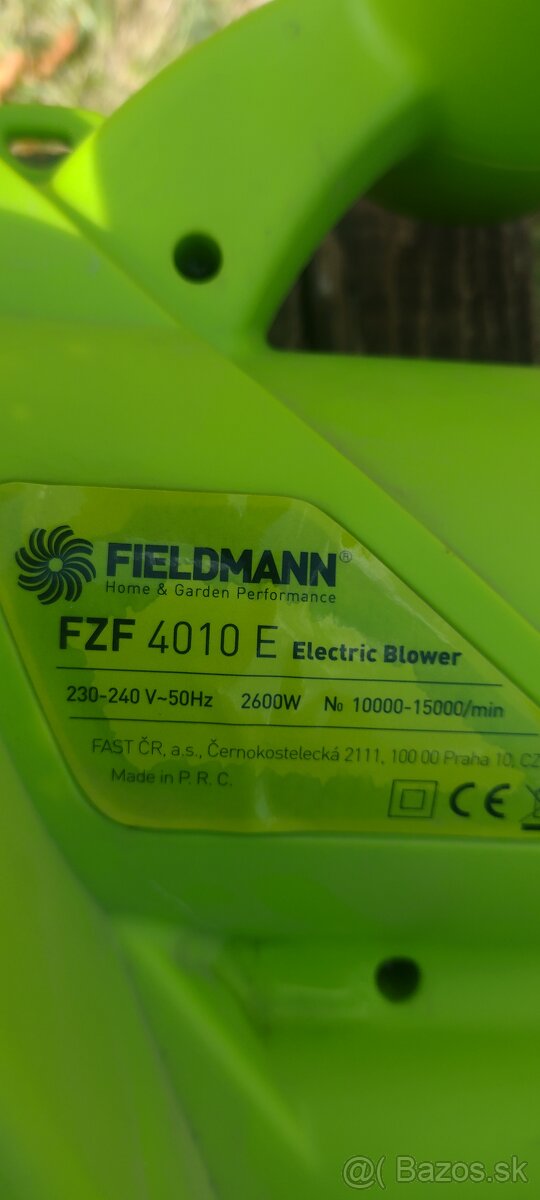 FIELDMANN®
Home & Garden Performance
FZF 4010 E Electric Blower
230-240 V~50Hz 2600W No 10000-15000/min
FAST ČR, a.s., Černokostelecká 2111, 100 00 Praha 10, CZ
Made in P. R. C.
CE
@( Bazos.sk